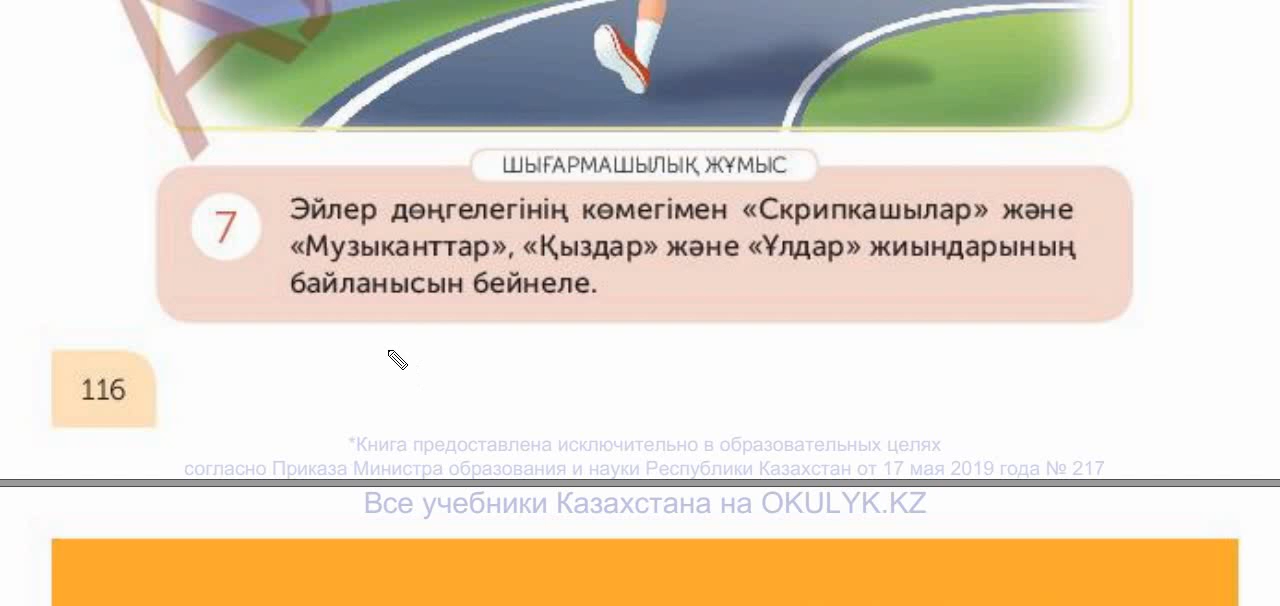 ШЫҒАРМАШЫЛЫҚ ЖҰМЫС
7
Эйлер дөңгелегінің көмегімен «Скрипкашылар» және
«Музыканттар», «Қыздар» және «Ұлдар» жиындарының
байланысын бейнеле.
116
*Книга предоставлена исключительно в образовательных целях
согласно Приказа Министра образования и науки Республики Казахстан от 17 мая 2019 года № 217
Все учебники Казахстана на OKULYK.KZ